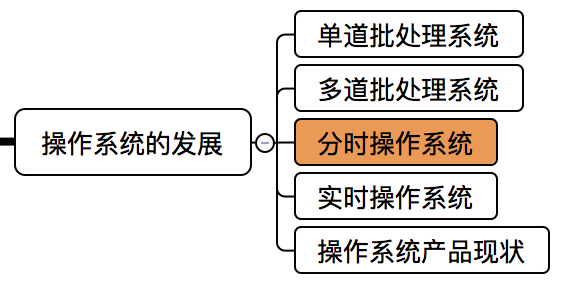 单道批处理系统
多道批处理系统
操作系统的发展
分时操作系统
实时操作系统
操作系统产品现状